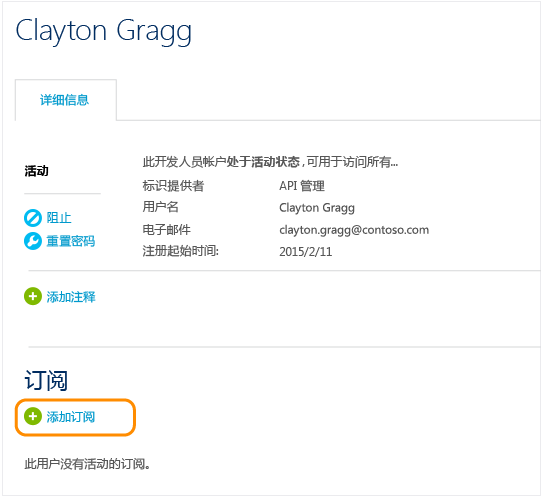 Clayton Gragg
详细信息
活动
此开发人员帐户处于活动状态,可用于访问所有...
标识提供者 API 管理
阻止
用户名 Clayton Gragg
重置密码
电子邮件 clayton.gragg@contoso.com
注册起始时间: 2015/2/11
添加注释
订阅
添加订阅
此用户没有活动的订阅。